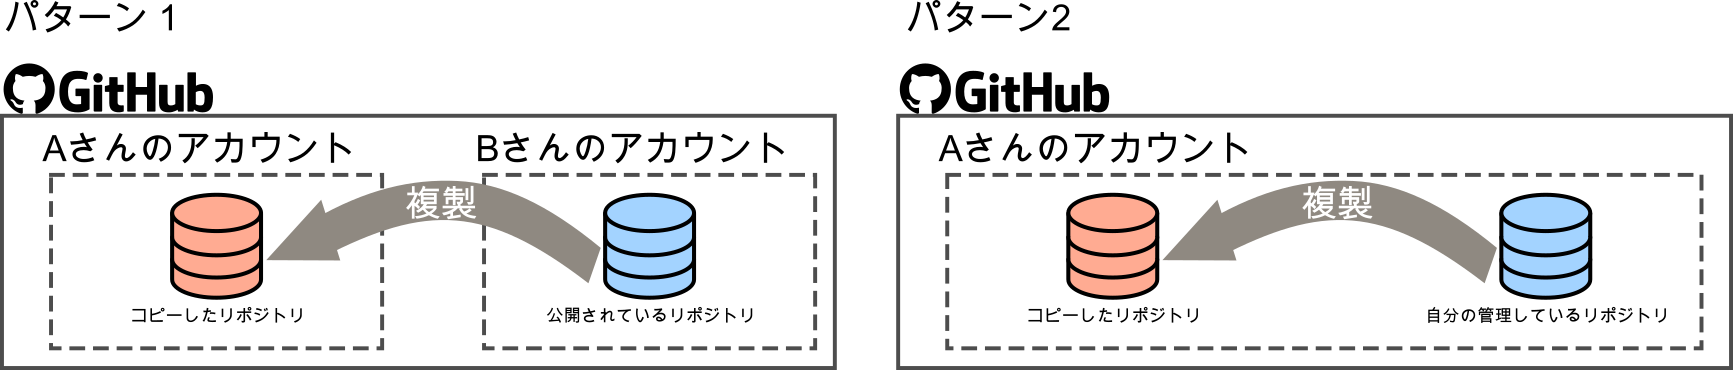 パターン 1
GitHub
Aさんのアカウント
Bさんのアカウント
複製
コピーしたリポジトリ
公開されているリポジトリ
パターン2
GitHub
Aさんのアカウント
複製
コピーしたリポジトリ
自分の管理しているリポジトリ